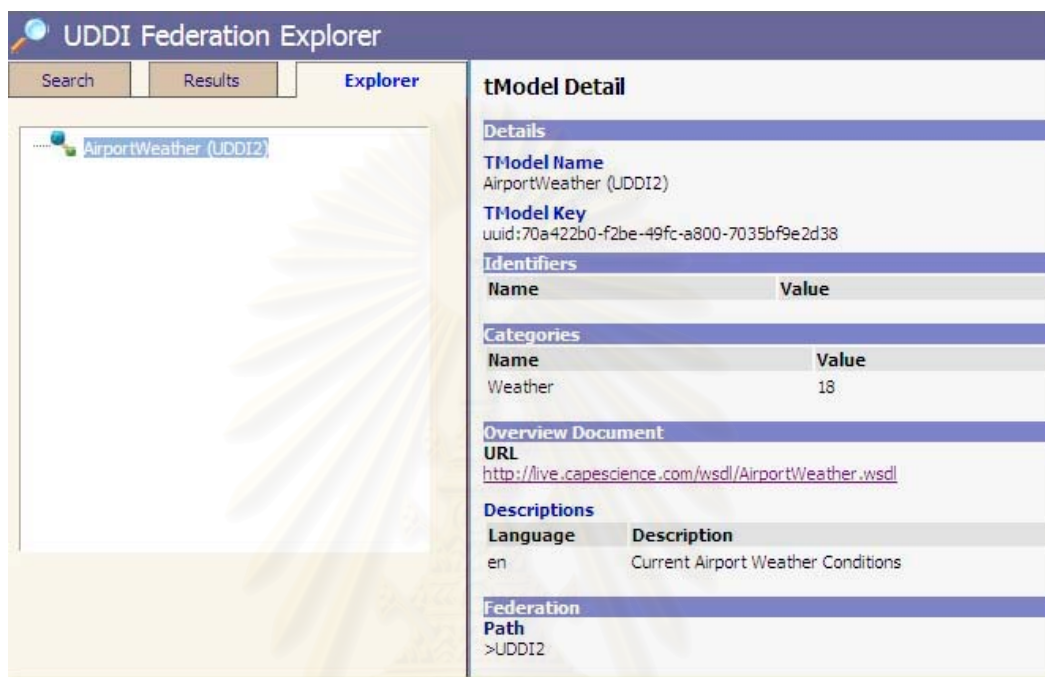 UDDI Federation Explorer
Search Results Explorer
AirportWeather (UDDI2)
tModel Detail
Details
TModel Name
AirportWeather (UDDI2)
TModel Key
uuid:70a422b0-f2be-49fc-a800-7035bf9e2d38
Identifiers
Name Value
Categories
Name Value
Weather 18
Overview Document
URL
http://live.capescience.com/wsdl/AirportWeather.wsdl
Descriptions
Language Description
en Current Airport Weather Conditions
Federation
Path
>UDDI2